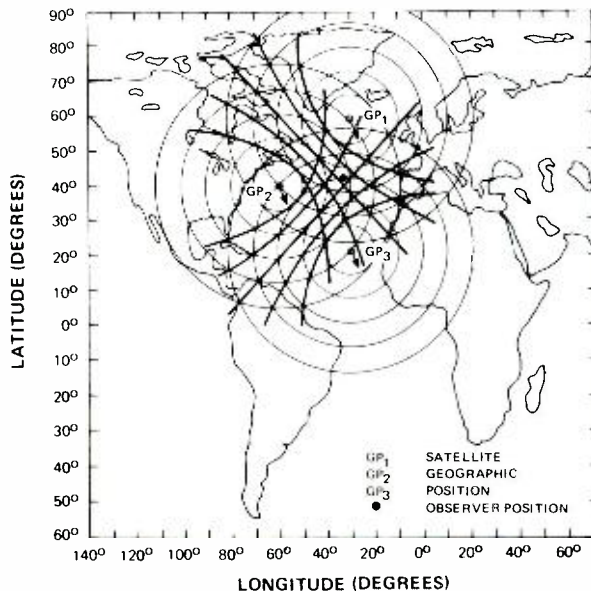 90°
80°
70°
60°
50°
40°
30°
20°
10°
0°
10°
20°
30°
40°
50°
60°
LATITUDE (DEGREES)
GP1
GP2
GP3
GP1 SATELLITE
GP2 GEOGRAPHIC
GP3 POSITION
● OBSERVER POSITION
140° 120° 100° 80° 60° 40° 20° 0° 20° 40° 60°
LONGITUDE (DEGREES)